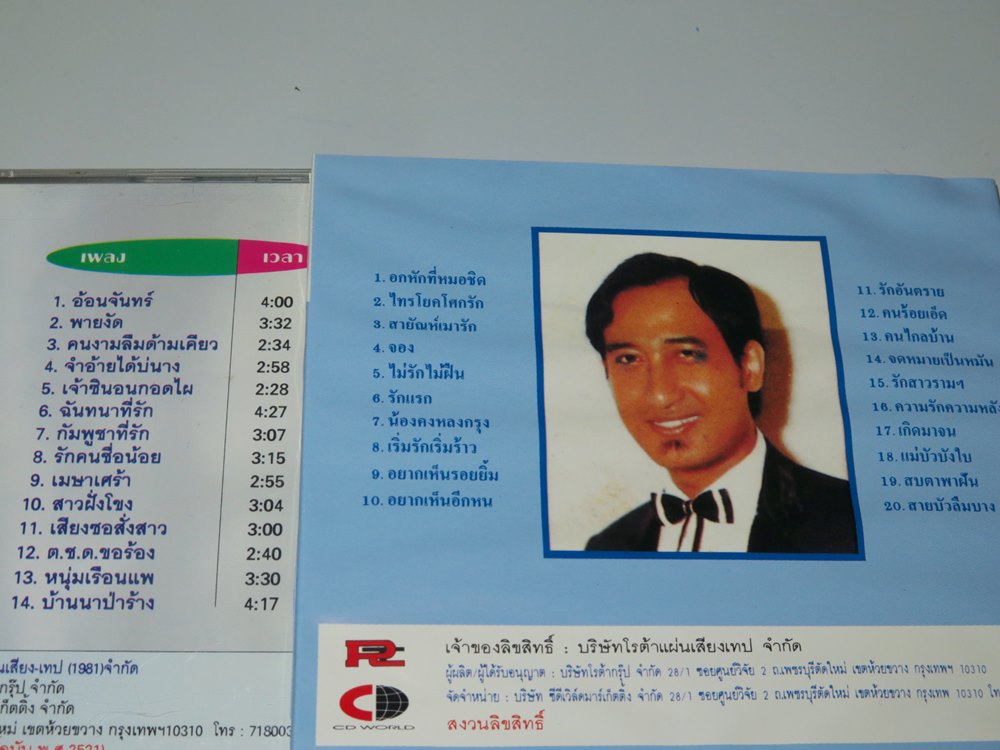 เพลง เวลา
1. อ้อนจันทร์ 4:00
2. พายงัด 3:32
3. คนงามลืมด้ามเคียว 2:34
4. จำอ้ายได้บ่นาง 2:58
5. เจ้าชินอนกอดไผ 2:28
6. ฉันทนาที่รัก 4:27
7. กัมพูชาที่รัก 3:07
8. รักคนชื่อน้อย 3:15
9. เมษาเศร้า 2:55
10. สาวฝั่งโขง 3:04
11. เสียงซอสั่งสาว 3:00
12. ต.ช.ด.ขอร้อง 2:40
13. หนุ่มเรือนแพ 3:30
14. บ้านนาป่าร้าง 4:17
นเสียง-เทป (1981)จำกัด
กรุ๊ป จำกัด
ก็ตติ้ง จำกัด
ใหม่ เขตห้วยขวาง กรุงเทพฯ10310 โทร : 71800
พ.ศ.2521)
1. อกหักที่หมอชิด
2. ไทรโยคโศกรัก
3. สายัณห์เมารัก
4. จอง
5. ไม่รักไม่ฝืน
6. รักแรก
7. น้องคงหลงกรุง
8. เริ่มรักเริ่มร้าว
9. อยากเห็นรอยยิ้ม
10. อยากเห็นอีกหน
11. รักอันตราย
12. คนร้อยเอ็ด
13. คนไกลบ้าน
14. จดหมายเป็นหมัน
15. รักสาวรามฯ
16. ความรักความหลัง
17. เกิดมาจน
18. แม่บัวบังใบ
19. สบตาพาฝัน
20. สายบัวลืมบาง
เจ้าของลิขสิทธิ์ : บริษัทโรต้าแผ่นเสียงเทป จำกัด
ผู้ผลิต/ผู้ได้รับอนุญาต : บริษัทโรต้ากรุ๊ป จำกัด 28/1 ซอยศูนย์วิจัย 2 ถ.เพชรบุรีตัดใหม่ เขตห้วยขวาง กรุงเทพฯ 10310
จัดจำหน่าย : บริษัท ซีดีเวิล์ดมาร์เก็ตติ้ง จำกัด 28/1 ซอยศูนย์วิจัย 2 ถ.เพชรบุรีตัดใหม่ เขตห้วยขวาง กรุงเทพ 10310
CD WORLD
สงวนลิขสิทธิ์